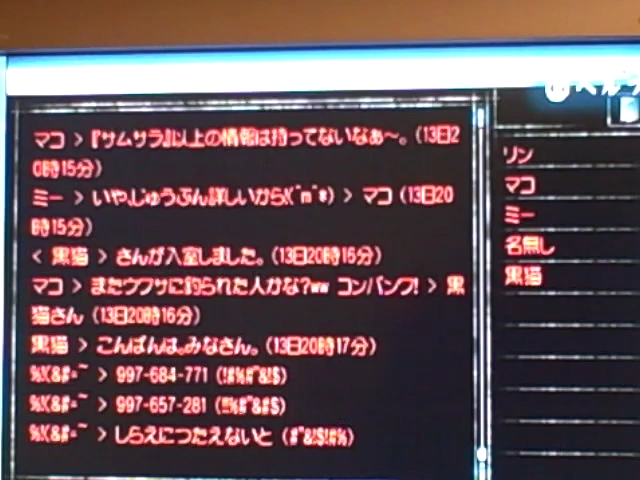 マコ > 『サムサラ』以上の情報は持ってないなぁ〜。(13日2
0時15分)
ミー > いや、じゅうぶん詳しいから!(^m^*) > マコ (13日20
時15分)
< 黒猫 > さんが入室しました。(13日20時16分)
マコ > またウワサに釣られた人かな?ww コンバンワ! > 黒
猫さん (13日20時16分)
黒猫 > こんばんは。みなさん。(13日20時17分)
> 997-684-771
> 997-657-281
> しらえにつたえないと
リン
マコ
ミー
名無し
黒猫